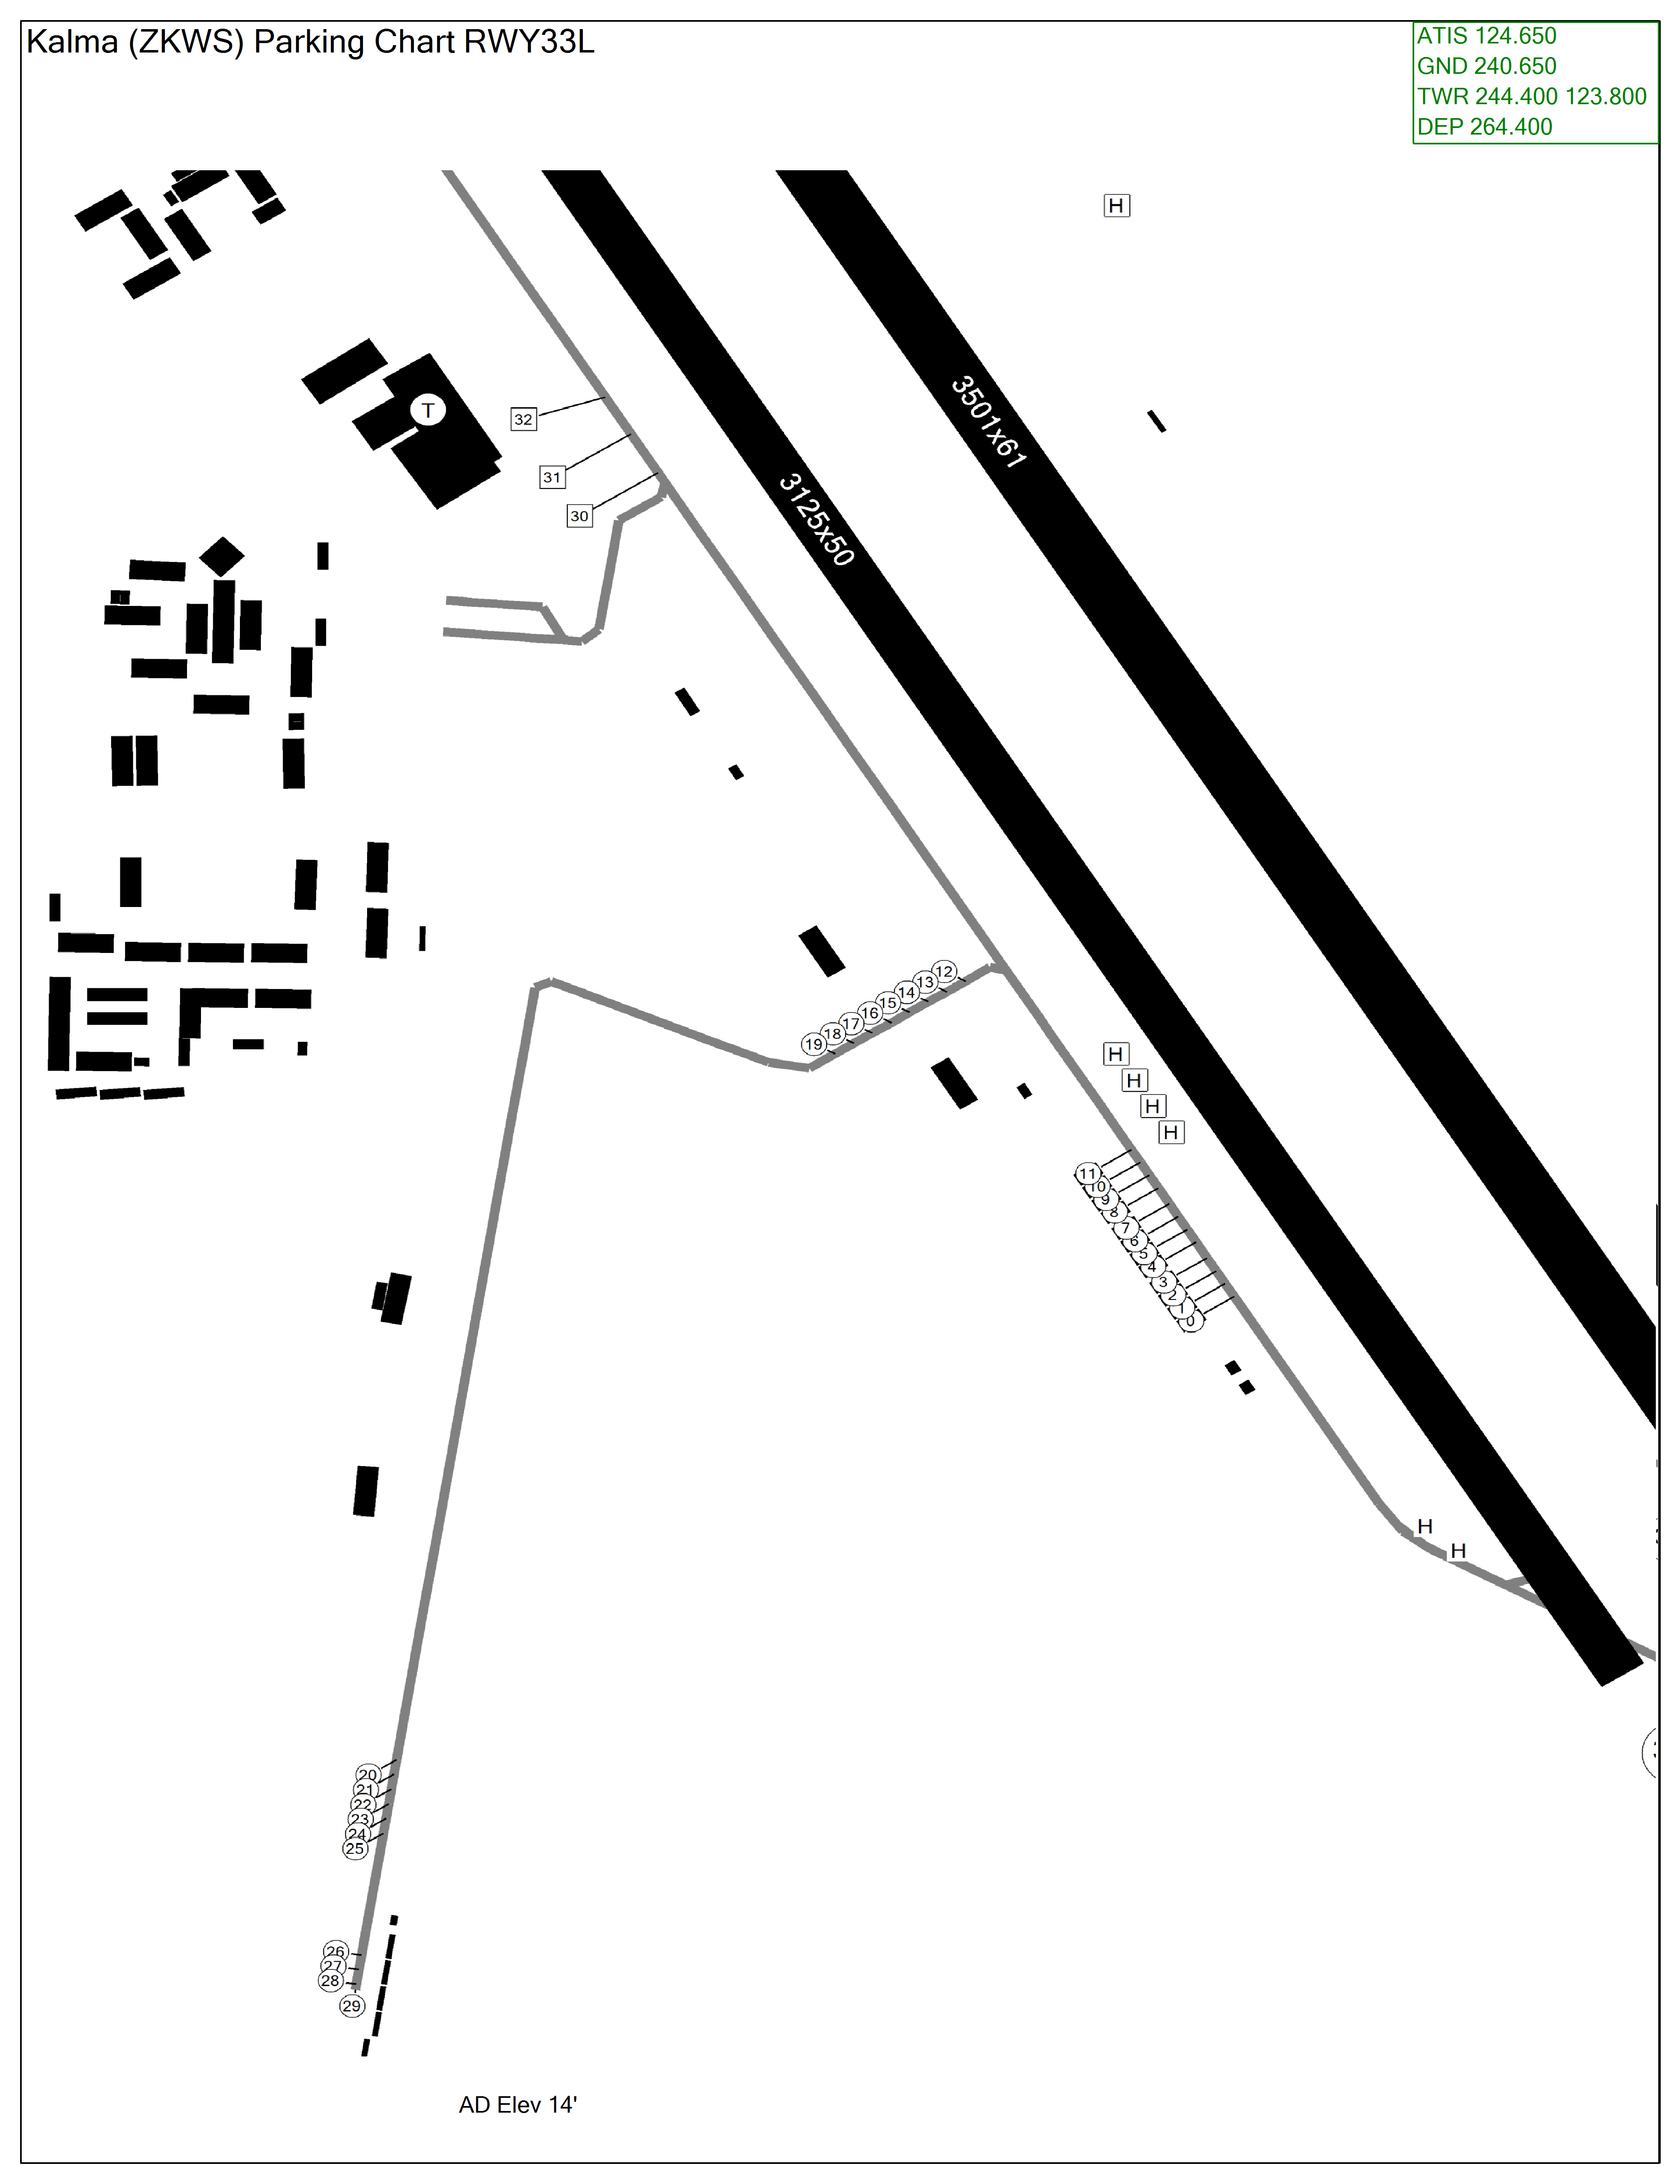 Kalma (ZKWS) Parking Chart RWY33L
ATIS 124.650
GND 240.650
TWR 244.400 123.800
DEP 264.400
H
3501x61
T
32
31
3125x50
30
12
13
14
15
16
17
18
19
H
H
H
H
11
10
9
8
7
6
5
4
3
2
1
0
H
H
20
21
22
23
24
25
26
27
28
29
AD Elev 14'